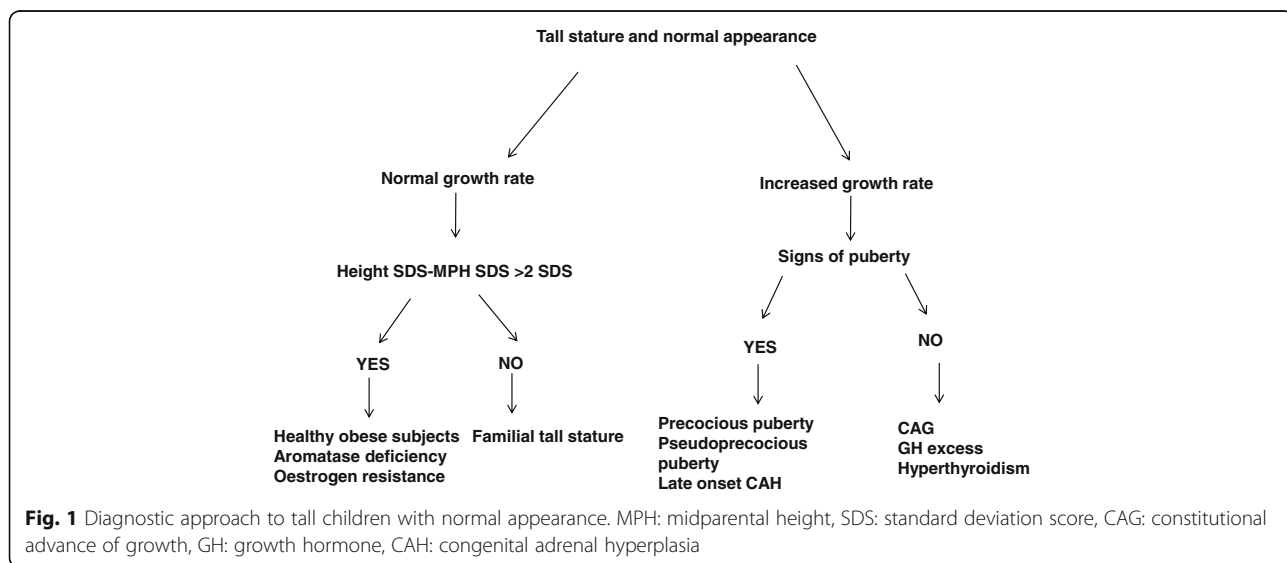 Tall stature and normal appearance
Normal growth rate
Increased growth rate
Height SDS-MPH SDS >2 SDS
Signs of puberty
YES
NO
YES
NO
Healthy obese subjects
Aromatase deficiency
Oestrogen resistance
Familial tall stature
Precocious puberty
Pseudoprecocious
puberty
Late onset CAH
CAG
GH excess
Hyperthyroidism
Fig. 1 Diagnostic approach to tall children with normal appearance. MPH: midparental height, SDS: standard deviation score, CAG: constitutional
advance of growth, GH: growth hormone, CAH: congenital adrenal hyperplasia